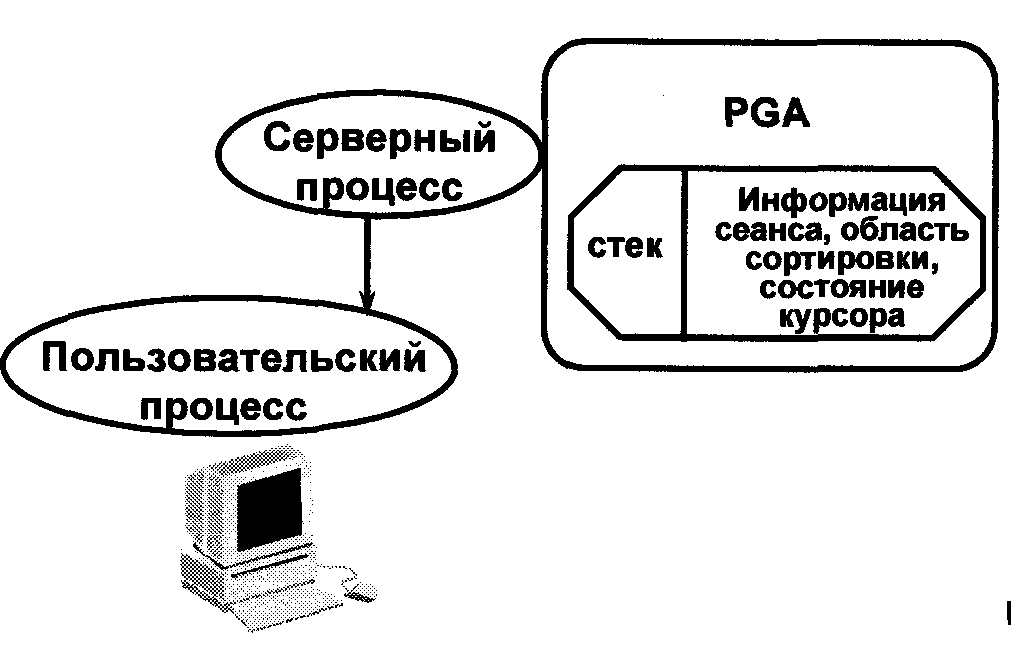 PGA
Серверный
процесс
стек
Информация
сеанса, область
сортировки,
состояние
курсора
Пользовательский
процесс